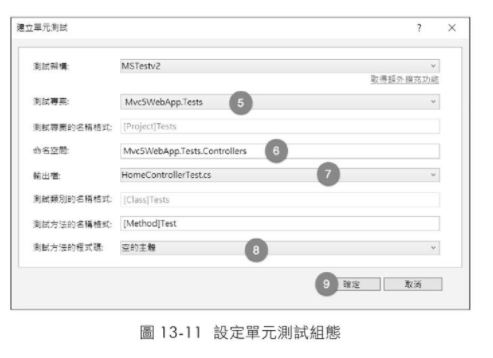 建立單元測試 ? ×
測試架構: MSTestv2
取得額外擴充功能
測試專案: Mvc5WebApp.Tests 5
測試專案的名稱格式: [Project]Tests
命名空間: Mvc5WebApp.Tests.Controllers 6
輸出檔: HomeControllerTest.cs 7
測試類別的名稱格式: [Class]Tests
測試方法的名稱格式: [Method]Test
測試方法的程式碼: 空的主體 8
9 確定 取消
圖 13-11 設定單元測試組態